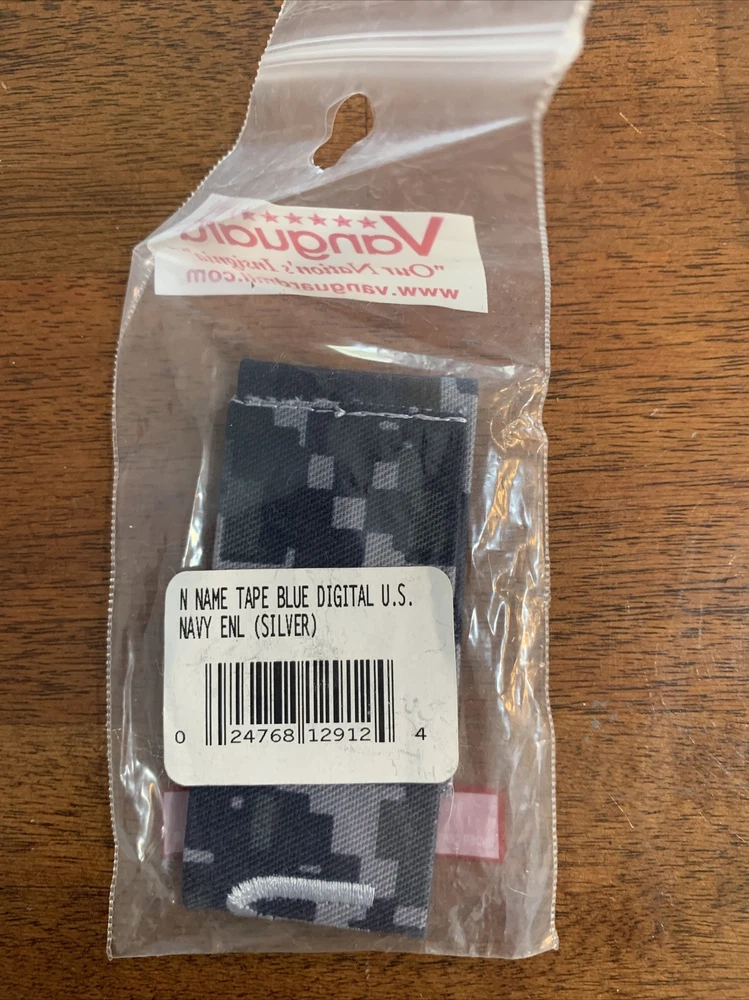 Vanguard
"Our Nation's Insignia"
www.vanguardmil.com
N NAME TAPE BLUE DIGITAL U.S.
NAVY ENL (SILVER)
0 24768 12912 4